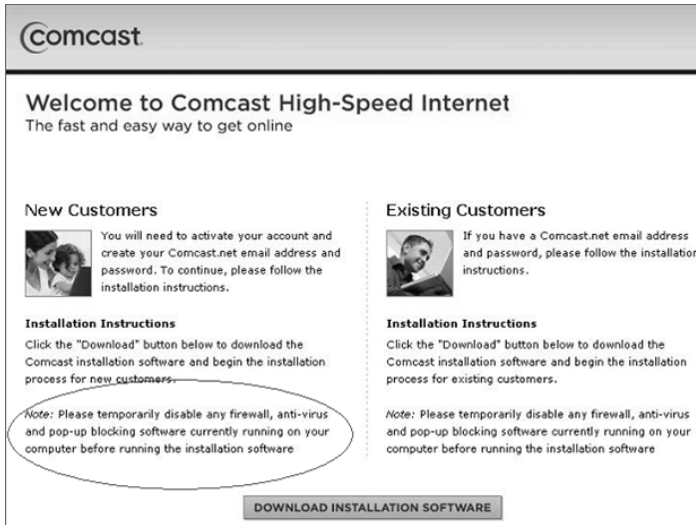 Comcast.
Welcome to Comcast High-Speed Internet
The fast and easy way to get online
New Customers
You will need to activate your account and
create your Comcast.net email address and
password. To continue, please follow the
installation instructions.
Installation Instructions
Click the "Download" button below to download the
Comcast installation software and begin the installation
process for new customers.
Note: Please temporarily disable any firewall, anti-virus
and pop-up blocking software currently running on your
computer before running the installation software
Existing Customers
If you have a Comcast.net email address
and password, please follow the installation
instructions.
Installation Instructions
Click the "Download" button below to download the
Comcast installation software and begin the installation
process for existing customers.
Note: Please temporarily disable any firewall, anti-virus
and pop-up blocking software currently running on your
computer before running the installation software
DOWNLOAD INSTALLATION SOFTWARE